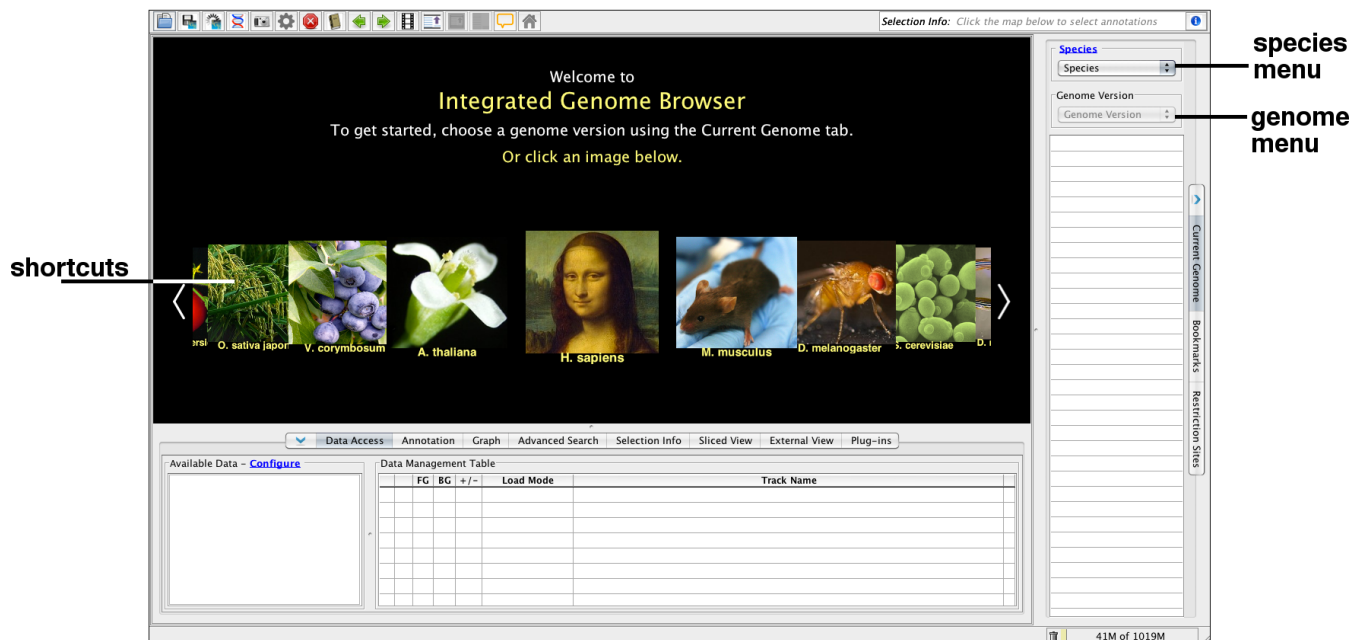 Selection Info: Click the map below to select annotations
species
menu
Species
Species
Genome Version
Genome Version
genome
menu
Welcome to
Integrated Genome Browser
To get started, choose a genome version using the Current Genome tab.
Or click an image below.
shortcuts
ersi
O. sativa japor
V. corymbosum
A. thaliana
H. sapiens
M. musculus
D. melanogaster
S. cerevisiae
D.
Current Genome
Bookmarks
Restriction Sites
Data Access Annotation Graph Advanced Search Selection Info Sliced View External View Plug-ins
Available Data – Configure
Data Management Table
FG BG +/- Load Mode Track Name
41M of 1019M